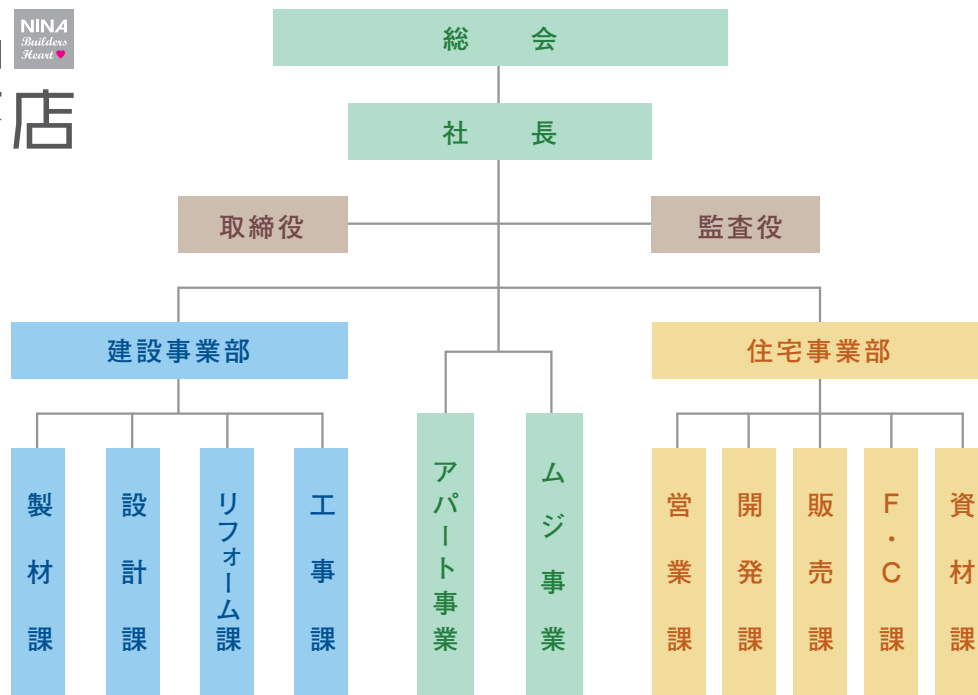 NINA
Builders
Heart
店
総会
社長
取締役
監査役
建設事業部
住宅事業部
製材課
設計課
リフォーム課
工事課
アパート事業
ムジ事業
営業課
開発課
販売課
F・C課
資材課